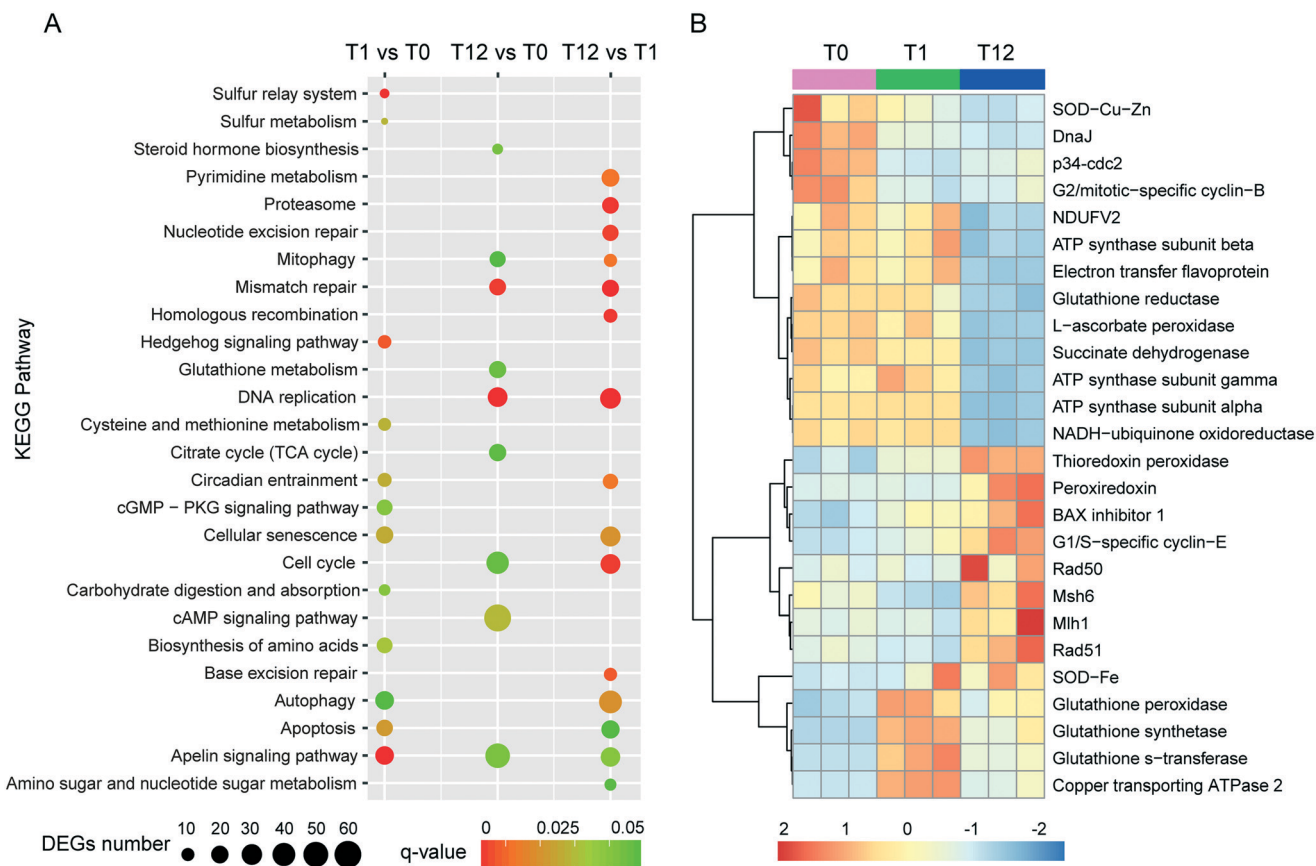 A
T1 vs T0 T12 vs T0 T12 vs T1
KEGG Pathway
Sulfur relay system
Sulfur metabolism
Steroid hormone biosynthesis
Pyrimidine metabolism
Proteasome
Nucleotide excision repair
Mitophagy
Mismatch repair
Homologous recombination
Hedgehog signaling pathway
Glutathione metabolism
DNA replication
Cysteine and methionine metabolism
Citrate cycle (TCA cycle)
Circadian entrainment
cGMP − PKG signaling pathway
Cellular senescence
Cell cycle
Carbohydrate digestion and absorption
cAMP signaling pathway
Biosynthesis of amino acids
Base excision repair
Autophagy
Apoptosis
Apelin signaling pathway
Amino sugar and nucleotide sugar metabolism
DEGs number
10 20 30 40 50 60
q-value
0 0.025 0.05
B
T0 T1 T12
SOD−Cu−Zn
DnaJ
p34-cdc2
G2/mitotic-specific cyclin-B
NDUFV2
ATP synthase subunit beta
Electron transfer flavoprotein
Glutathione reductase
L−ascorbate peroxidase
Succinate dehydrogenase
ATP synthase subunit gamma
ATP synthase subunit alpha
NADH−ubiquinone oxidoreductase
Thioredoxin peroxidase
Peroxiredoxin
BAX inhibitor 1
G1/S−specific cyclin−E
Rad50
Msh6
Mlh1
Rad51
SOD−Fe
Glutathione peroxidase
Glutathione synthetase
Glutathione s−transferase
Copper transporting ATPase 2
2 1 0 -1 -2